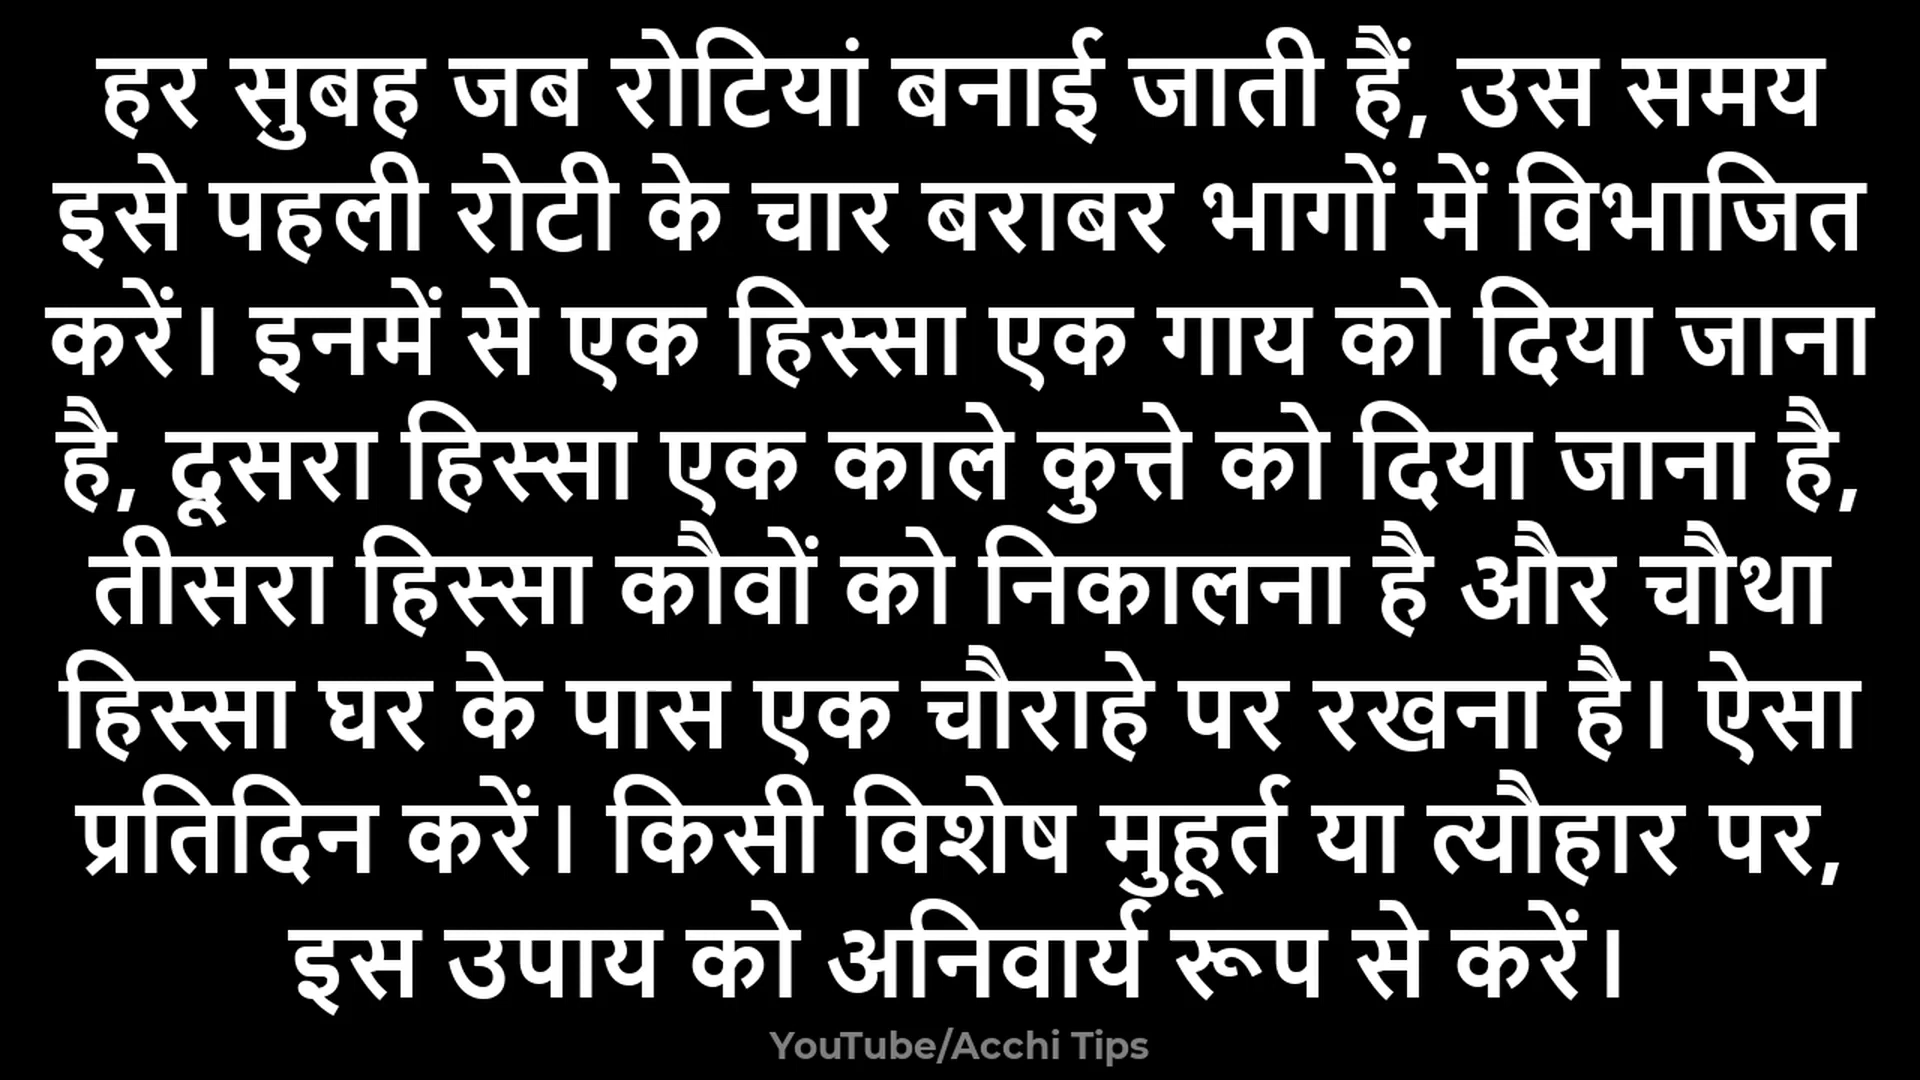 हर सुबह जब रोटियां बनाई जाती हैं, उस समय
इसे पहली रोटी के चार बराबर भागों में विभाजित
करें। इनमें से एक हिस्सा एक गाय को दिया जाना
है, दूसरा हिस्सा एक काले कुत्ते को दिया जाना है,
तीसरा हिस्सा कौवों को निकालना है और चौथा
हिस्सा घर के पास एक चौराहे पर रखना है। ऐसा
प्रतिदिन करें। किसी विशेष मुहूर्त या त्यौहार पर,
इस उपाय को अनिवार्य रूप से करें।
YouTube/Acchi Tips